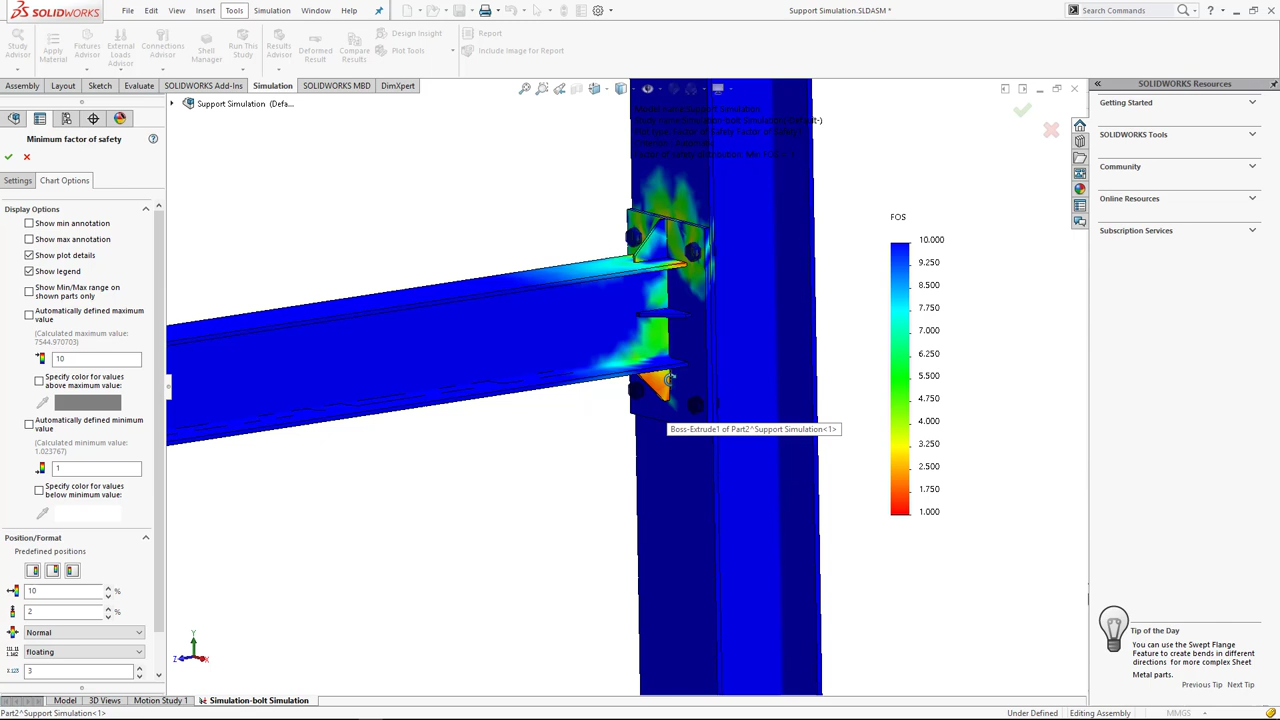 SOLIDWORKS
File Edit View Insert Tools Simulation Window Help
Support Simulation.SLDASM *
Search Commands
Study Advisor
Apply Material
Fixtures Advisor
External Loads Advisor
Connections Advisor
Shell Manager
Run This Study
Results Advisor
Deformed Result
Compare Results
Design Insight
Plot Tools
Report
Include Image for Report
Assembly Layout Sketch Evaluate SOLIDWORKS Add-Ins Simulation SOLIDWORKS MBD DimXpert
Support Simulation (Defa...
Minimum factor of safety
Settings Chart Options
Display Options
Show min annotation
Show max annotation
Show plot details
Show legend
Show Min/Max range on
shown parts only
Automatically defined maximum
value
(Calculated maximum value:
7544.970703)
10
Specify color for values
above maximum value:
Automatically defined minimum
value
(Calculated minimum value:
1.023767)
1
Specify color for values
below minimum value:
Position/Format
Predefined positions
10 %
2 %
Normal
floating
3
Boss-Extrude1 of Part2^Support Simulation<1>
FOS
10.000
9.250
8.500
7.750
7.000
6.250
5.500
4.750
4.000
3.250
2.500
1.750
1.000
Y
Z
X
SOLIDWORKS Resources
Getting Started
SOLIDWORKS Tools
Community
Online Resources
Subscription Services
Tip of the Day
You can use the Swept Flange
Feature to create bends in different
directions for more complex Sheet
Metal parts.
Previous Tip Next Tip
Model 3D Views Motion Study 1 Simulation-bolt Simulation
Part2^Support Simulation<1>
Under Defined Editing Assembly MMGS